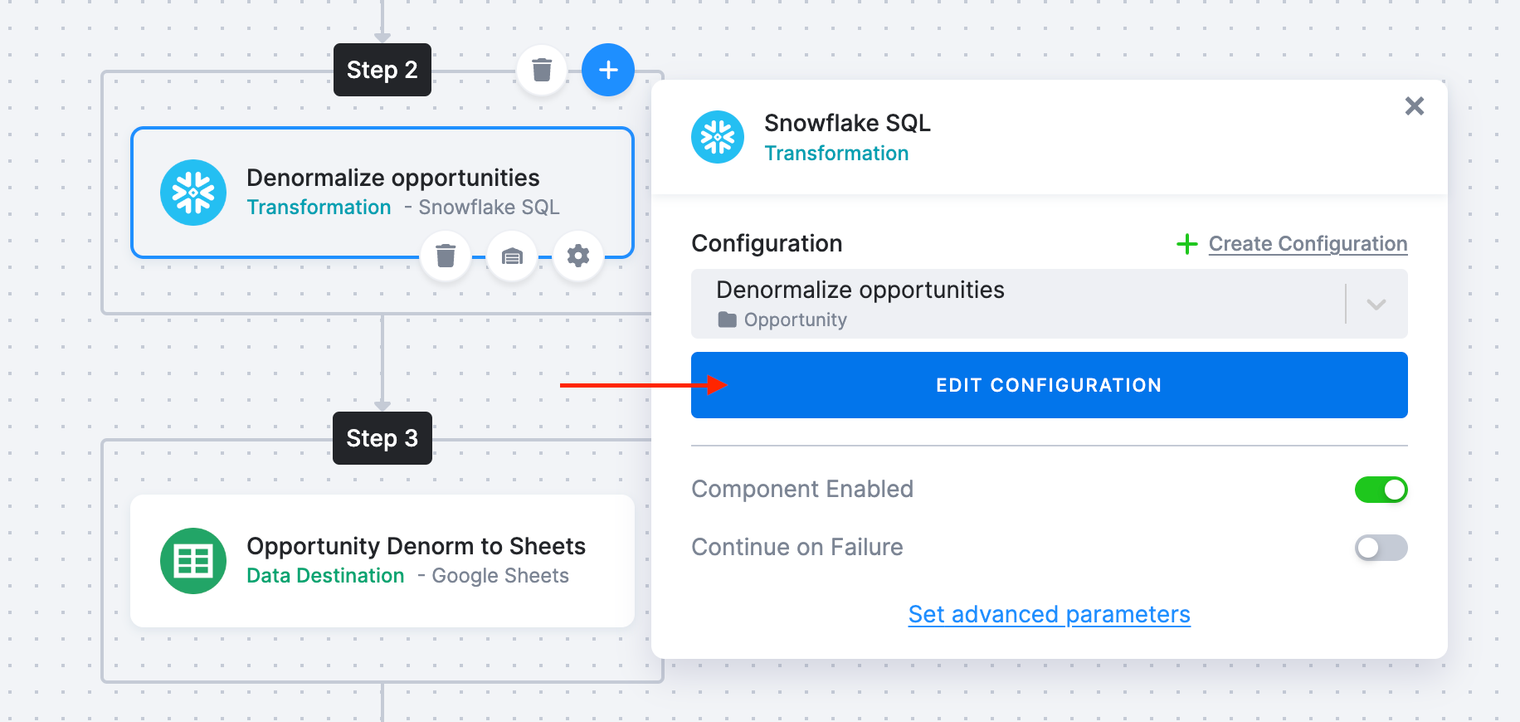 Step 2
Denormalize opportunities
Transformation - Snowflake SQL
Step 3
Opportunity Denorm to Sheets
Data Destination - Google Sheets
Snowflake SQL
Transformation
Configuration
Create Configuration
Denormalize opportunities
Opportunity
EDIT CONFIGURATION
Component Enabled
Continue on Failure
Set advanced parameters